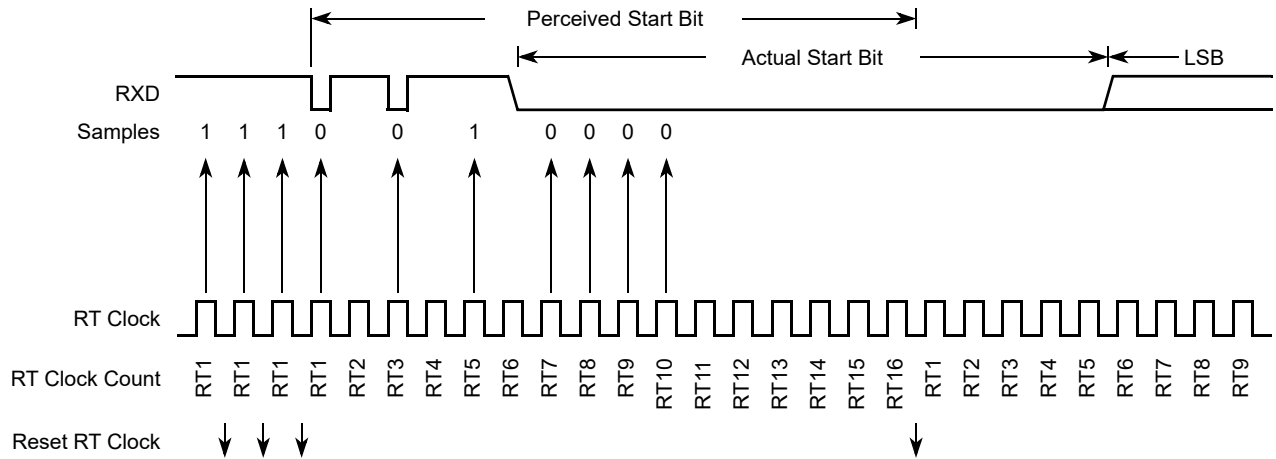 Perceived Start Bit
Actual Start Bit
LSB
RXD
Samples 1 1 1 0 0 1 0 0 0 0
RT Clock
RT Clock Count RT1 RT1 RT1 RT1 RT2 RT3 RT4 RT5 RT6 RT7 RT8 RT9 RT10 RT11 RT12 RT13 RT14 RT15 RT16 RT1 RT2 RT3 RT4 RT5 RT6 RT7 RT8 RT9
Reset RT Clock